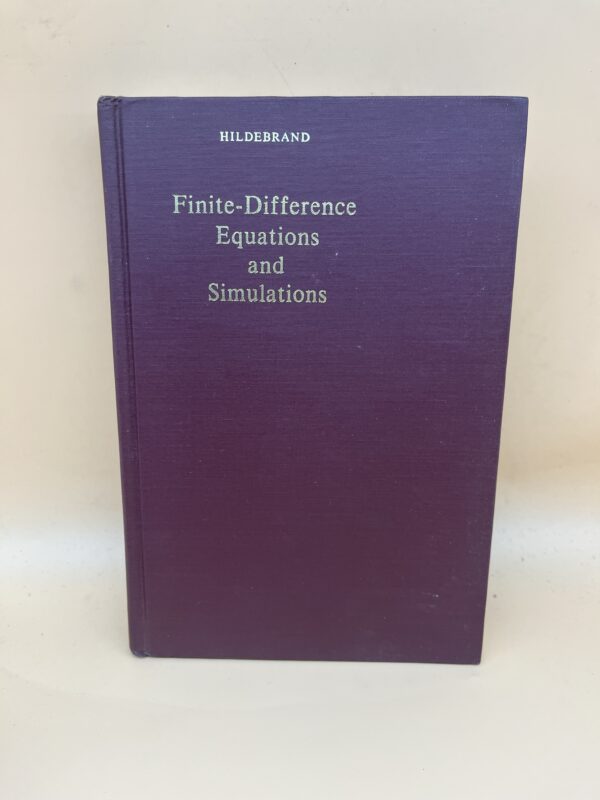 HILDEBRAND
Finite-Difference
Equations
and
Simulations